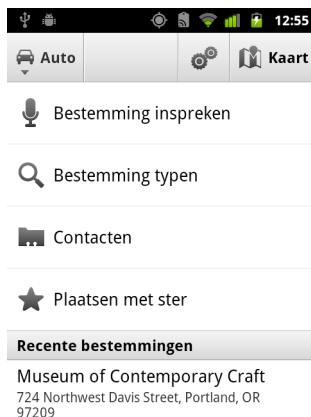 12:55
Auto
Kaart
Bestemming inspreken
Bestemming typen
Contacten
Plaatsen met ster
Recente bestemmingen
Museum of Contemporary Craft
724 Northwest Davis Street, Portland, OR
97209